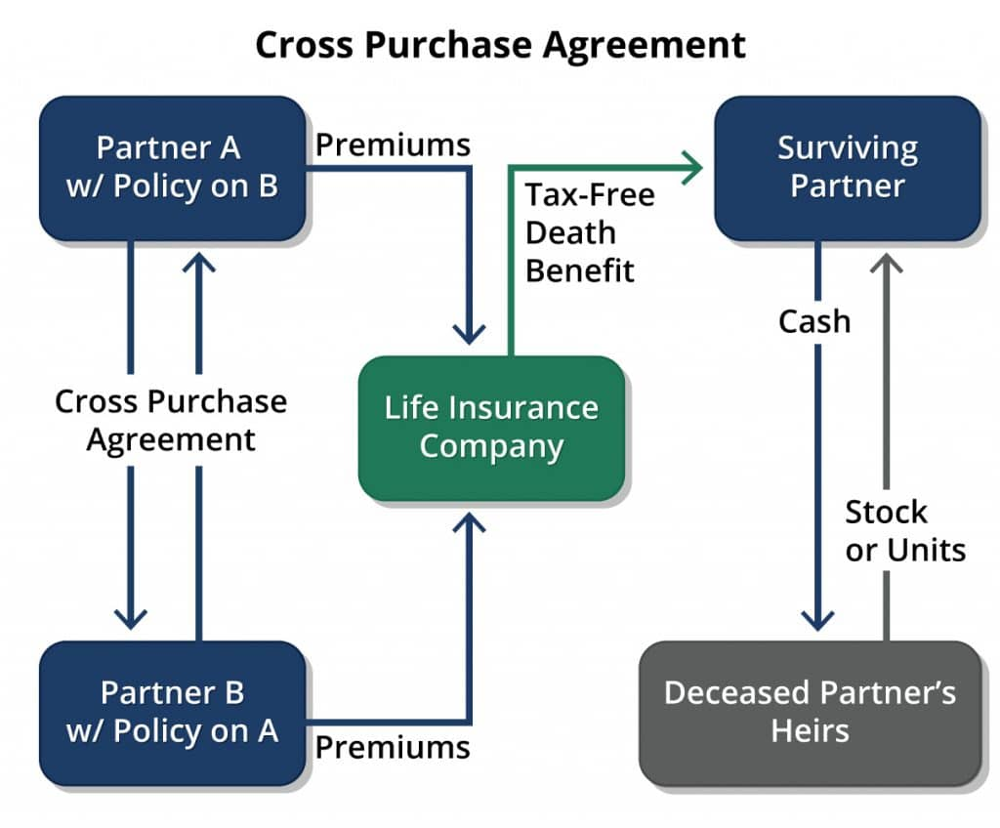 Cross Purchase Agreement
Partner A
w/ Policy on B
Premiums
Surviving
Partner
Tax-Free
Death
Benefit
Cash
Cross Purchase
Agreement
Life Insurance
Company
Stock
or Units
Partner B
w/ Policy on A
Premiums
Deceased Partner’s
Heirs